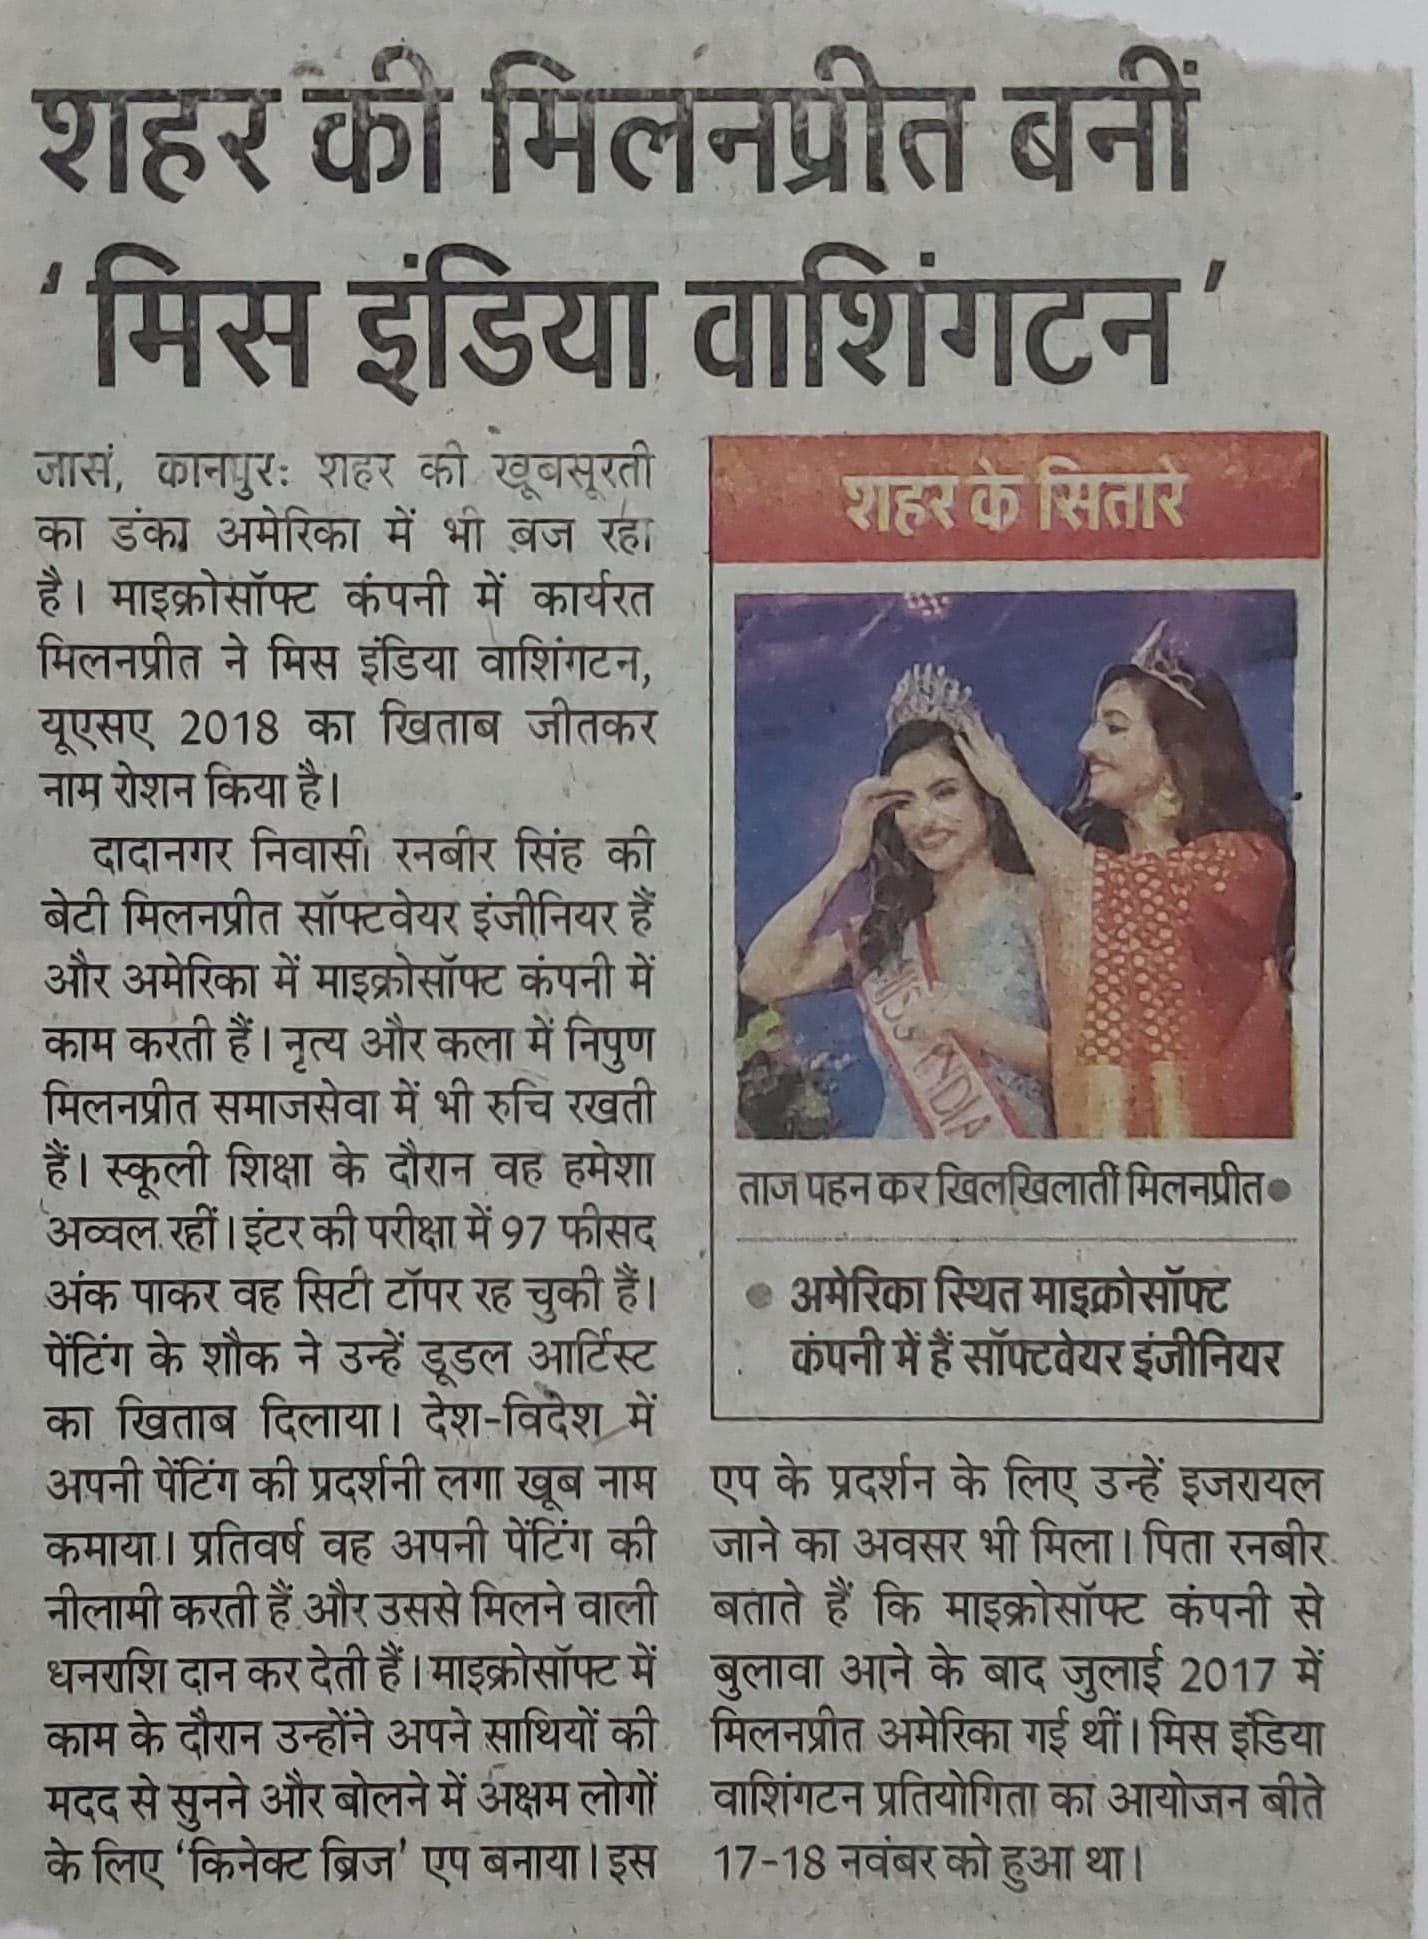 शहर की मिलनप्रीत बनीं
‘मिस इंडिया वाशिंगटन’
जासं, कानपुरः शहर की खूबसूरती
का डंका अमेरिका में भी बज रहा
है। माइक्रोसॉफ्ट कंपनी में कार्यरत
मिलनप्रीत ने मिस इंडिया वाशिंगटन,
यूएसए 2018 का खिताब जीतकर
नाम रोशन किया है।
दादानगर निवासी रनबीर सिंह की
बेटी मिलनप्रीत सॉफ्टवेयर इंजीनियर हैं
और अमेरिका में माइक्रोसॉफ्ट कंपनी में
काम करती हैं। नृत्य और कला में निपुण
मिलनप्रीत समाजसेवा में भी रुचि रखती
हैं। स्कूली शिक्षा के दौरान वह हमेशा
अव्वल रहीं। इंटर की परीक्षा में 97 फीसद
अंक पाकर वह सिटी टॉपर रह चुकी हैं।
पेंटिंग के शौक ने उन्हें डूडल आर्टिस्ट
का खिताब दिलाया। देश-विदेश में
अपनी पेंटिंग की प्रदर्शनी लगा खूब नाम
कमाया। प्रतिवर्ष वह अपनी पेंटिंग की
नीलामी करती हैं और उससे मिलने वाली
धनराशि दान कर देती हैं। माइक्रोसॉफ्ट में
काम के दौरान उन्होंने अपने साथियों की
मदद से सुनने और बोलने में अक्षम लोगों
के लिए ‘किनेक्ट ब्रिज’ एप बनाया। इस
शहर के सितारे
MISS INDIA
ताज पहन कर खिलखिलातीं मिलनप्रीत●
● अमेरिका स्थित माइक्रोसॉफ्ट
कंपनी में हैं सॉफ्टवेयर इंजीनियर
एप के प्रदर्शन के लिए उन्हें इजरायल
जाने का अवसर भी मिला। पिता रनबीर
बताते हैं कि माइक्रोसॉफ्ट कंपनी से
बुलावा आने के बाद जुलाई 2017 में
मिलनप्रीत अमेरिका गई थीं। मिस इंडिया
वाशिंगटन प्रतियोगिता का आयोजन बीते
17-18 नवंबर को हुआ था।